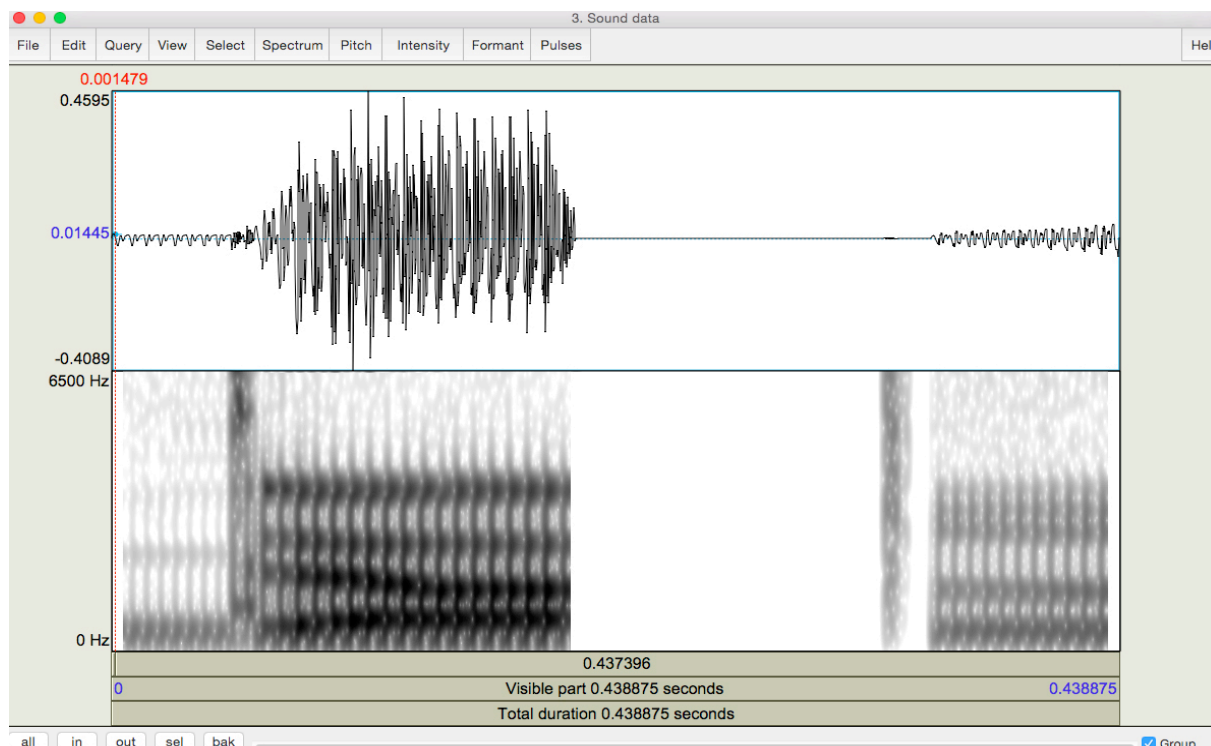 3. Sound data
File Edit Query View Select Spectrum Pitch Intensity Formant Pulses Hel
0.001479
0.4595
0.01445
-0.4089
6500 Hz
0 Hz
0.437396
0 Visible part 0.438875 seconds 0.438875
Total duration 0.438875 seconds
all in out sel bak Group